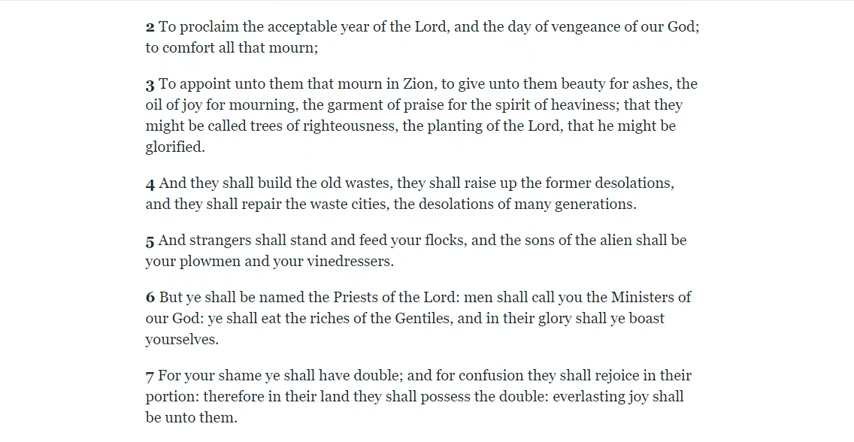 2 To proclaim the acceptable year of the Lord, and the day of vengeance of our God;
to comfort all that mourn;
3 To appoint unto them that mourn in Zion, to give unto them beauty for ashes, the
oil of joy for mourning, the garment of praise for the spirit of heaviness; that they
might be called trees of righteousness, the planting of the Lord, that he might be
glorified.
4 And they shall build the old wastes, they shall raise up the former desolations,
and they shall repair the waste cities, the desolations of many generations.
5 And strangers shall stand and feed your flocks, and the sons of the alien shall be
your plowmen and your vinedressers.
6 But ye shall be named the Priests of the Lord: men shall call you the Ministers of
our God: ye shall eat the riches of the Gentiles, and in their glory shall ye boast
yourselves.
7 For your shame ye shall have double; and for confusion they shall rejoice in their
portion: therefore in their land they shall possess the double: everlasting joy shall
be unto them.